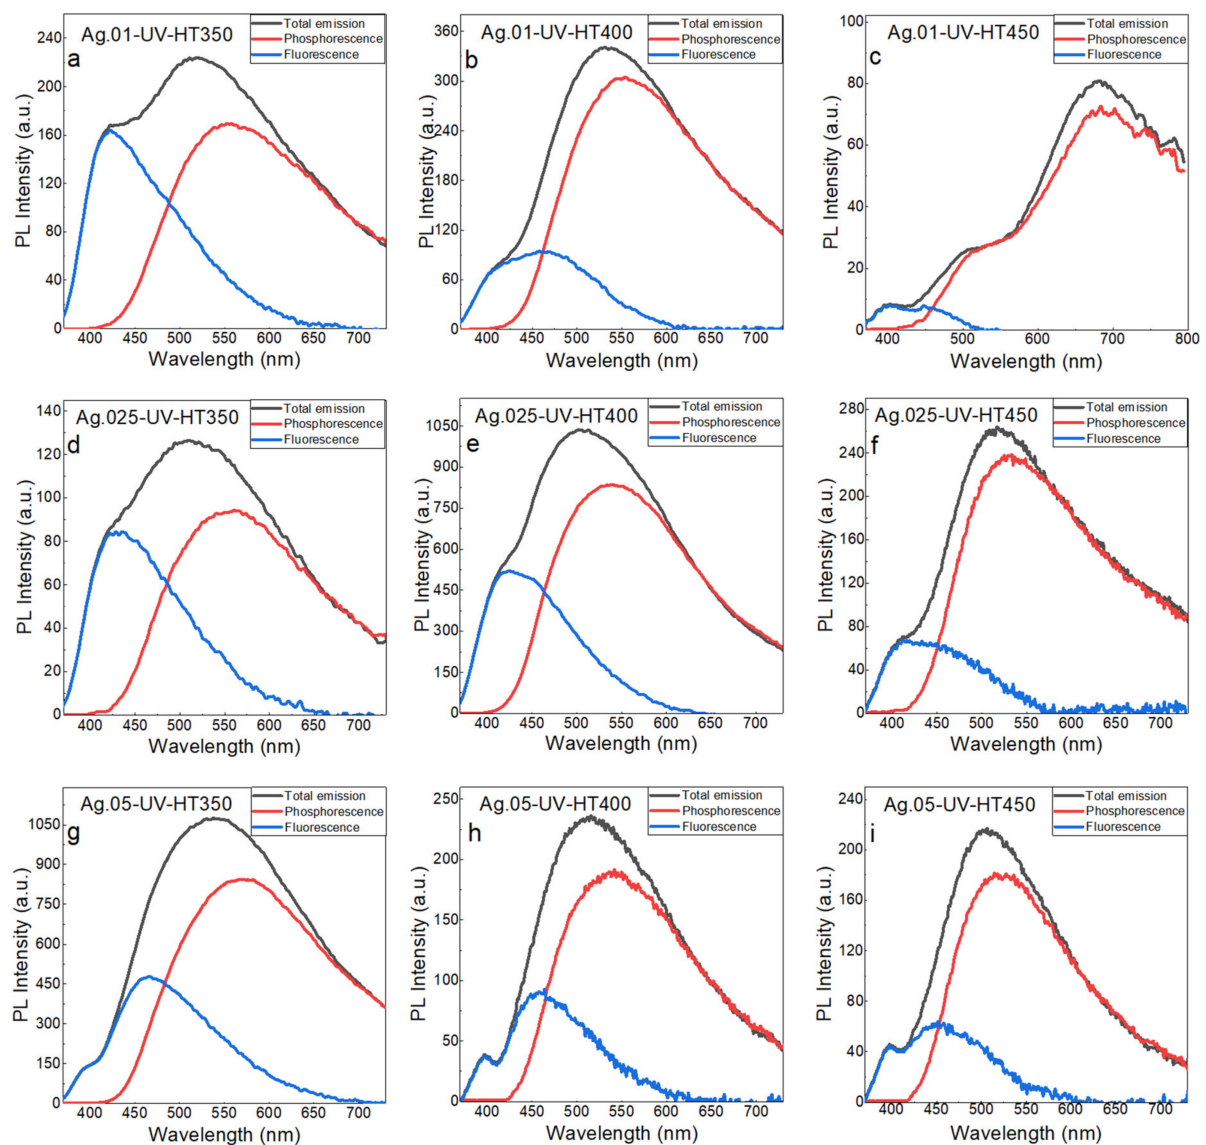 Ag.01-UV-HT350
Total emission
Phosphorescence
Fluorescence
a
240
200
160
120
80
40
0
400 450 500 550 600 650 700
PL Intensity (a.u.)
Wavelength (nm)
Ag.01-UV-HT400
Total emission
Phosphorescence
Fluorescence
b
360
300
240
180
120
60
0
400 450 500 550 600 650 700
PL Intensity (a.u.)
Wavelength (nm)
Ag.01-UV-HT450
Total emission
Phosphorescence
Fluorescence
c
100
80
60
40
20
0
400 500 600 700 800
PL Intensity (a.u.)
Wavelength (nm)
Ag.025-UV-HT350
Total emission
Phosphorescence
Fluorescence
d
140
120
100
80
60
40
20
0
400 450 500 550 600 650 700
PL Intensity (a.u.)
Wavelength (nm)
Ag.025-UV-HT400
Total emission
Phosphorescence
Fluorescence
e
1050
900
750
600
450
300
150
0
400 450 500 550 600 650 700
PL Intensity (a.u.)
Wavelength (nm)
Ag.025-UV-HT450
Total emission
Phosphorescence
Fluorescence
f
280
240
200
160
120
80
40
0
400 450 500 550 600 650 700
PL Intensity (a.u.)
Wavelength (nm)
Ag.05-UV-HT350
Total emission
Phosphorescence
Fluorescence
g
1050
900
750
600
450
300
150
0
400 450 500 550 600 650 700
PL Intensity (a.u.)
Wavelength (nm)
Ag.05-UV-HT400
Total emission
Phosphorescence
Fluorescence
h
250
200
150
100
50
0
400 450 500 550 600 650 700
PL Intensity (a.u.)
Wavelength (nm)
Ag.05-UV-HT450
Total emission
Phosphorescence
Fluorescence
i
240
200
160
120
80
40
0
400 450 500 550 600 650 700
PL Intensity (a.u.)
Wavelength (nm)